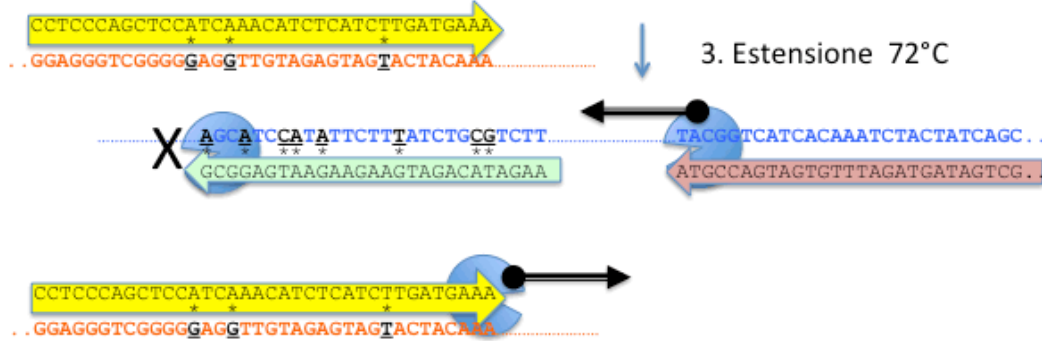 CCTCCCAGCTCCATCAAACATCTCATCTTGATGAAA
* * *
..GGAGGGTCGGGGGAGGTTGTAGAGTAGTACTACAAA
3. Estensione 72°C
X AGCATCCATATTCTTTATCTGCGTCTT TACGGTCATCACAAATCTACTATCAGC..
* * ** * * **
GCGGAGTAAGAAGAAGTAGACATAGAA ATGCCAGTAGTGTTTAGATGATAGTCG..
CCTCCCAGCTCCATCAAACATCTCATCTTGATGAAA
* * *
..GGAGGGTCGGGGGAGGTTGTAGAGTAGTACTACAAA